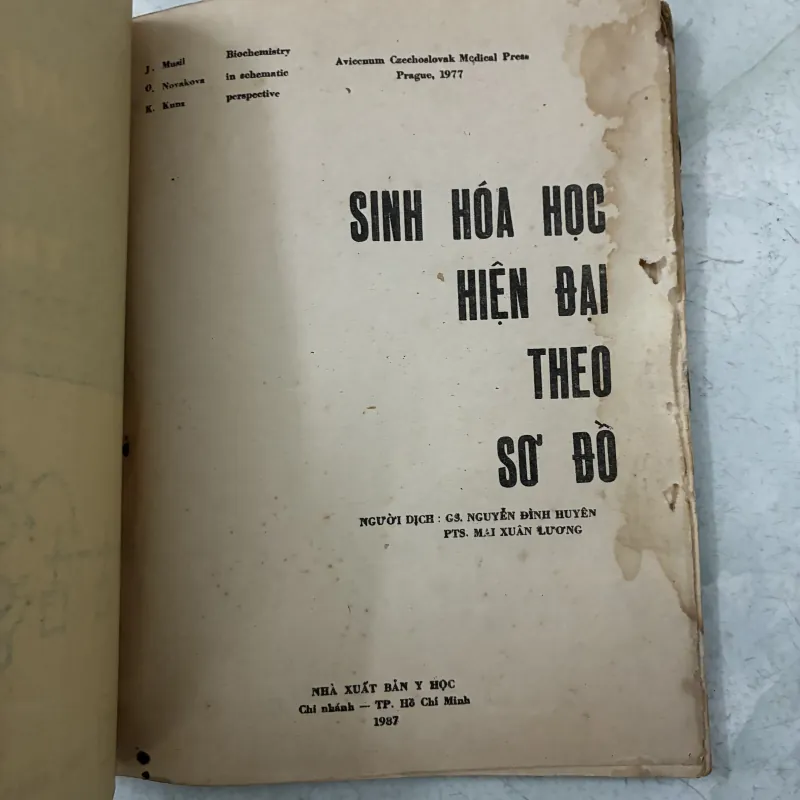 J. Musil Biochemistry Avicenum Czechoslovak Medical Press
O. Novakova in schematic Prague, 1977
K. Kunz perspective
SINH HÓA HỌC
HIỆN ĐẠI
THEO
SƠ ĐỒ
NGƯỜI DỊCH : GS. NGUYỄN ĐÌNH HUYÊN
PTS. MAI XUÂN LƯƠNG
NHÀ XUẤT BẢN Y HỌC
Chi nhánh — TP. Hồ Chí Minh
1987